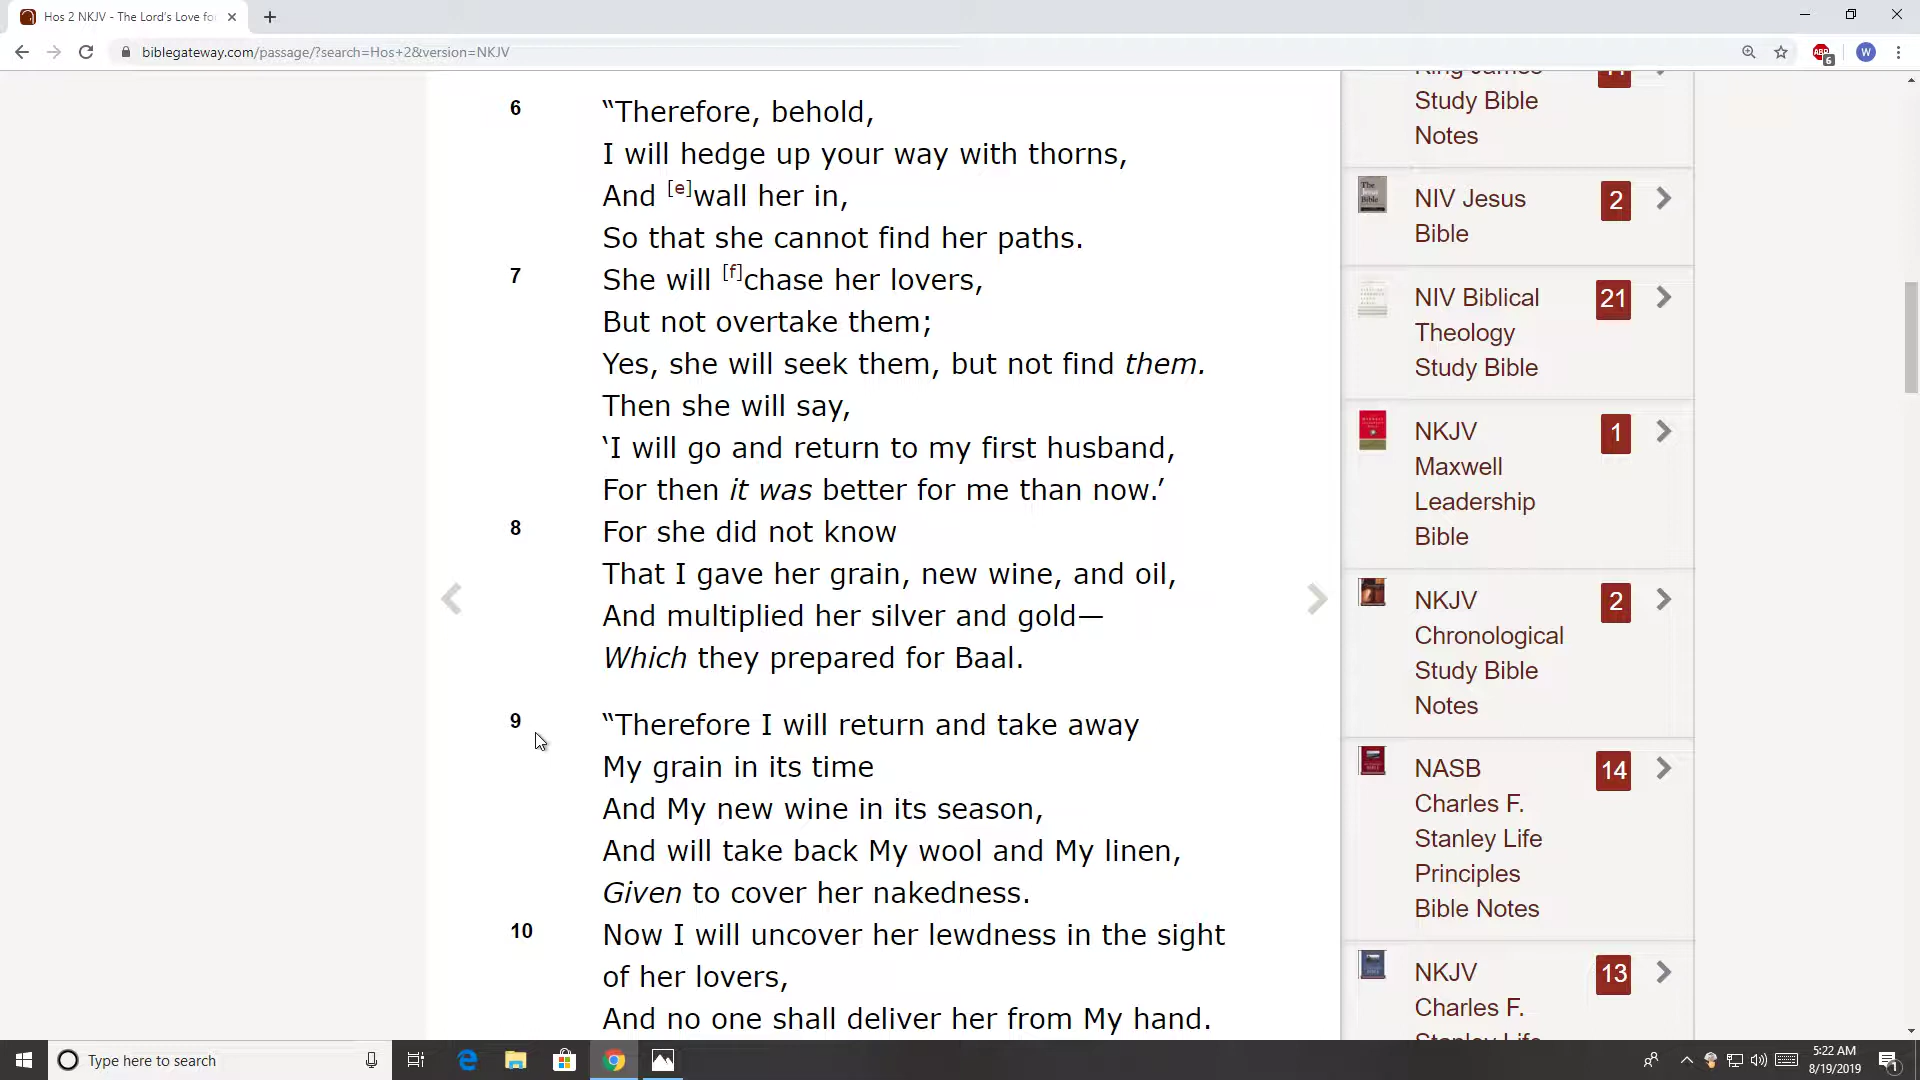 Hos 2 NKJV - The Lord's Love fo
biblegateway.com/passage/?search=Hos+2&version=NKJV
ABP
6
W
6 “Therefore, behold,
I will hedge up your way with thorns,
And [e]wall her in,
So that she cannot find her paths.
7 She will [f]chase her lovers,
But not overtake them;
Yes, she will seek them, but not find them.
Then she will say,
‘I will go and return to my first husband,
For then it was better for me than now.’
8 For she did not know
That I gave her grain, new wine, and oil,
And multiplied her silver and gold—
Which they prepared for Baal.
9 “Therefore I will return and take away
My grain in its time
And My new wine in its season,
And will take back My wool and My linen,
Given to cover her nakedness.
10 Now I will uncover her lewdness in the sight
of her lovers,
And no one shall deliver her from My hand.
King James
Study Bible
Notes
NIV Jesus
Bible
2
NIV Biblical
Theology
Study Bible
21
NKJV
Maxwell
Leadership
Bible
1
NKJV
Chronological
Study Bible
Notes
2
NASB
Charles F.
Stanley Life
Principles
Bible Notes
14
NKJV
Charles F.
Stanley Life
13
Type here to search
5:22 AM
8/19/2019
1